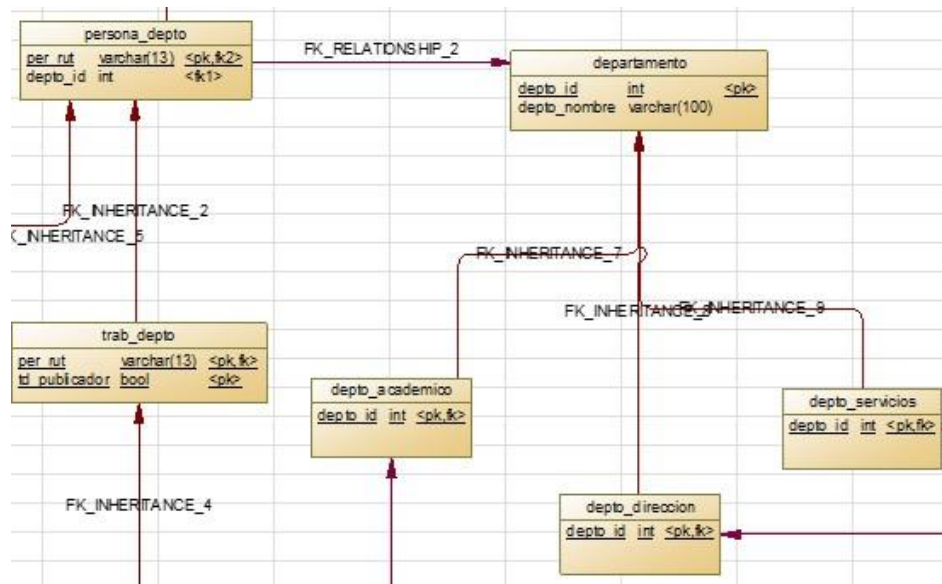 persona_depto
per_rut varchar(13) <pk,fk2>
depto_id int <fk1>
FK_RELATIONSHIP_2
departamento
depto_id int <pk>
depto_nombre varchar(100)
FK_INHERITANCE_2
FK_INHERITANCE_5
FK_INHERITANCE_7
trab_depto
per_rut varchar(13) <pk,fk>
td_publicador bool <pk>
FK_INHERITANCE_9
depto_academico
depto_id int <pk,fk>
depto_servicios
depto_id int <pk,fk>
FK_INHERITANCE_4
depto_direccion
depto_id int <pk,fk>